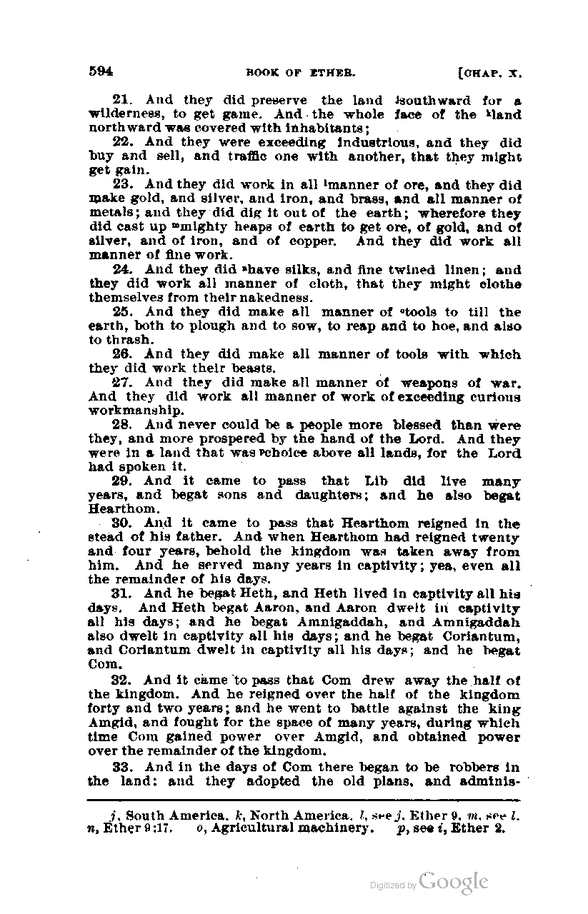 594 BOOK OF ETHER. [CHAP. X.
21. And they did preserve the land jsouthward for a
wilderness, to get game. And the whole face of the kland
northward was covered with inhabitants;
22. And they were exceeding industrious, and they did
buy and sell, and traffic one with another, that they might
get gain.
23. And they did work in all lmanner of ore, and they did
make gold, and silver, and iron, and brass, and all manner of
metals; and they did dig it out of the earth; wherefore they
did cast up mmighty heaps of earth to get ore, of gold, and of
silver, and of iron, and of copper. And they did work all
manner of fine work.
24. And they did nhave silks, and fine twined linen; and
they did work all manner of cloth, that they might clothe
themselves from their nakedness.
25. And they did make all manner of otools to till the
earth, both to plough and to sow, to reap and to hoe, and also
to thrash.
26. And they did make all manner of tools with which
they did work their beasts.
27. And they did make all manner of weapons of war.
And they did work all manner of work of exceeding curious
workmanship.
28. And never could be a people more blessed than were
they, and more prospered by the hand of the Lord. And they
were in a land that was pchoice above all lands, for the Lord
had spoken it.
29. And it came to pass that Lib did live many
years, and begat sons and daughters; and he also begat
Hearthom.
30. And it came to pass that Hearthom reigned in the
stead of his father. And when Hearthom had reigned twenty
and four years, behold the kingdom was taken away from
him. And he served many years in captivity; yea, even all
the remainder of his days.
31. And he begat Heth, and Heth lived in captivity all his
days. And Heth begat Aaron, and Aaron dwelt in captivity
all his days; and he begat Amnigaddah, and Amnigaddah
also dwelt in captivity all his days; and he begat Coriantum,
and Coriantum dwelt in captivity all his days; and he begat
Com.
32. And it came to pass that Com drew away the half of
the kingdom. And he reigned over the half of the kingdom
forty and two years; and he went to battle against the king
Amgid, and fought for the space of many years, during which
time Com gained power over Amgid, and obtained power
over the remainder of the kingdom.
33. And in the days of Com there began to be robbers in
the land: and they adopted the old plans, and adminis-
j, South America. k, North America. l, see j. Ether 9. m, see l.
n, Ether 9:17. o, Agricultural machinery. p, see i, Ether 2.
Digitized by Google